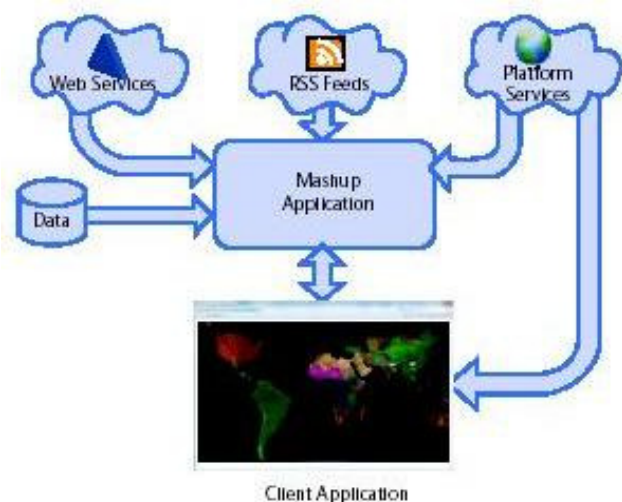 Web Services
RSS Feeds
Platform
Services
Mashup
Application
Data
Client Application